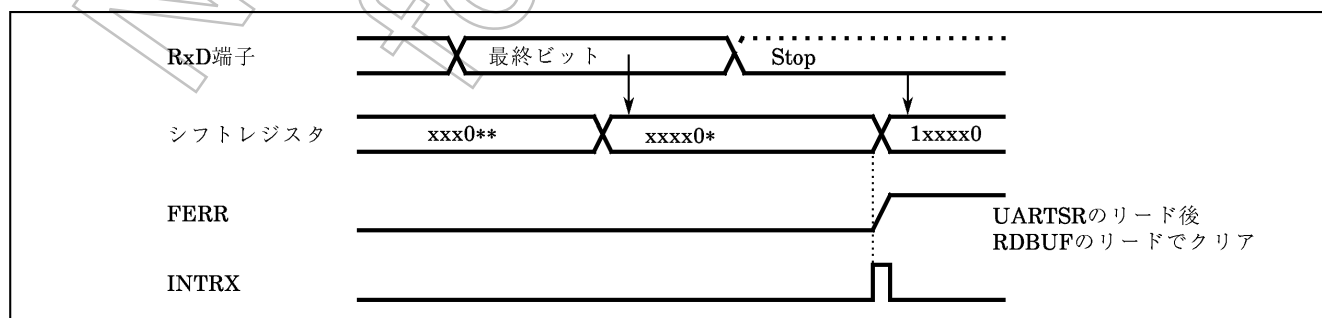 RxD端子
最終ビット
Stop
シフトレジスタ
xxx0**
xxxx0*
1xxxx0
FERR
UARTSRのリード後
RDBUFのリードでクリア
INTRX